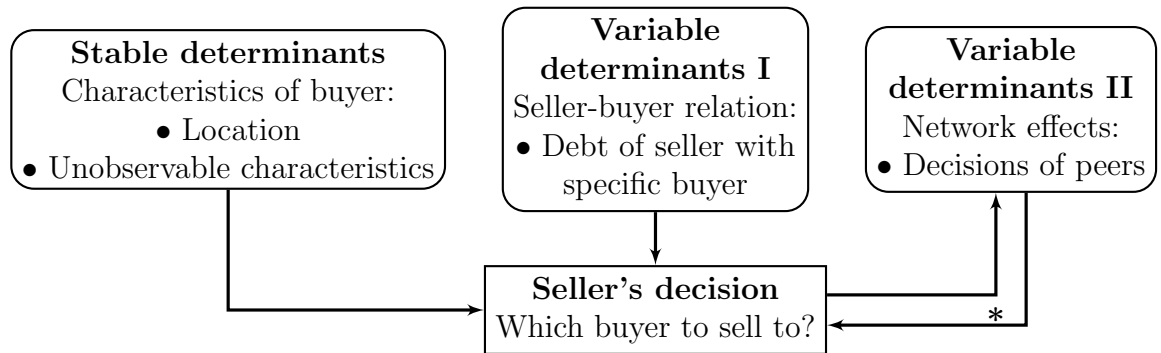 Stable determinants
Characteristics of buyer:
• Location
• Unobservable characteristics
Variable
determinants I
Seller-buyer relation:
• Debt of seller with
specific buyer
Variable
determinants II
Network effects:
• Decisions of peers
Seller's decision
Which buyer to sell to?
*